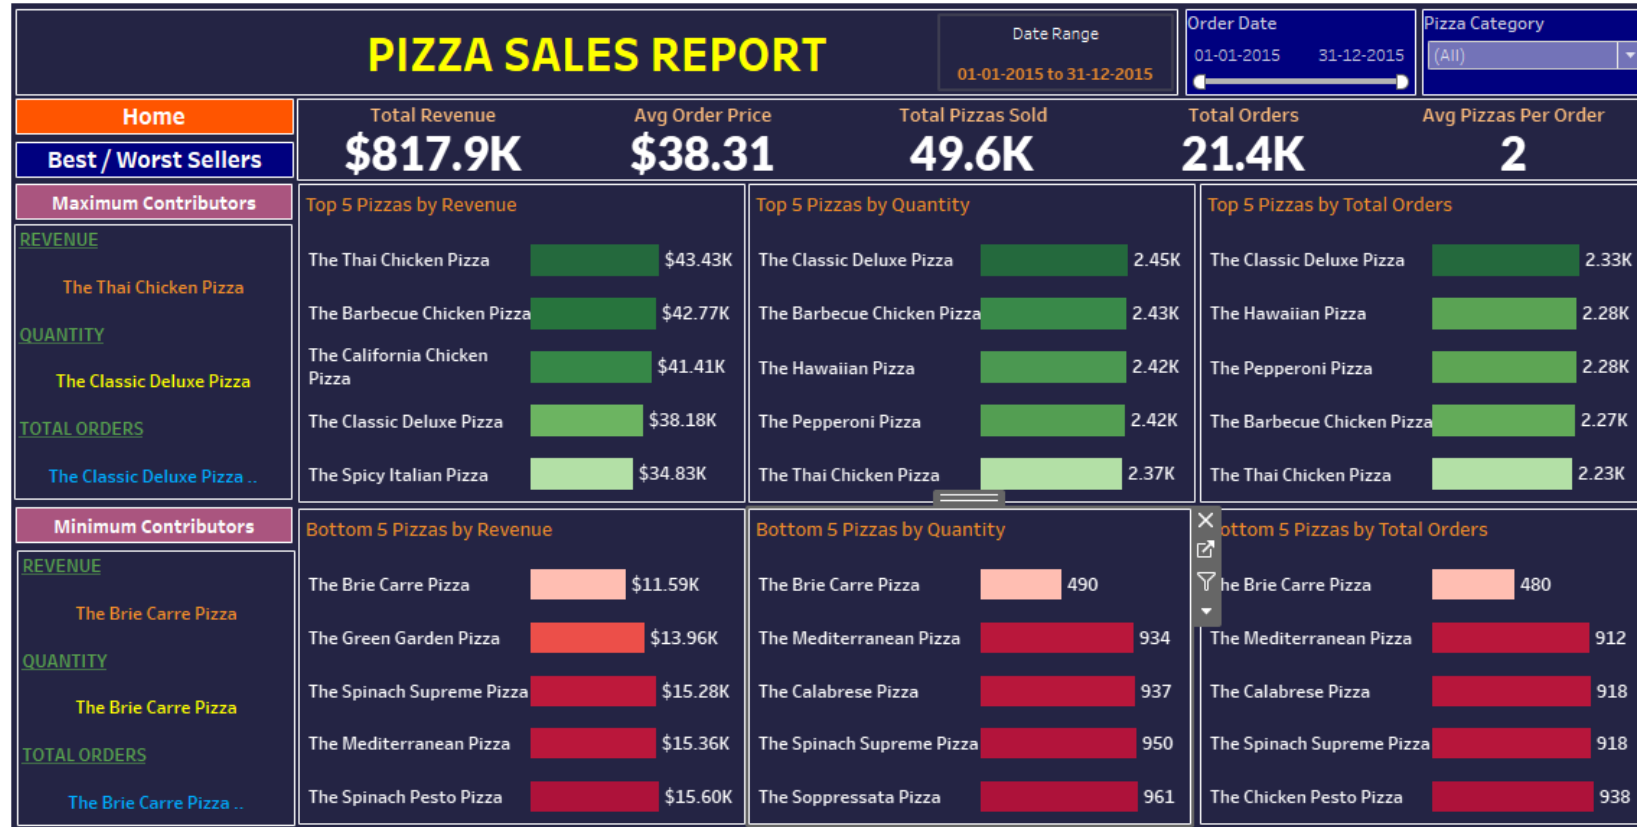 PIZZA SALES REPORT
Date Range
01-01-2015 to 31-12-2015
Order Date
01-01-2015 31-12-2015
Pizza Category
(All)
Home
Best / Worst Sellers
Total Revenue
$817.9K
Avg Order Price
$38.31
Total Pizzas Sold
49.6K
Total Orders
21.4K
Avg Pizzas Per Order
2
Maximum Contributors
REVENUE
The Thai Chicken Pizza
QUANTITY
The Classic Deluxe Pizza
TOTAL ORDERS
The Classic Deluxe Pizza ..
Top 5 Pizzas by Revenue
The Thai Chicken Pizza $43.43K
The Barbecue Chicken Pizza $42.77K
The California Chicken
Pizza $41.41K
The Classic Deluxe Pizza $38.18K
The Spicy Italian Pizza $34.83K
Top 5 Pizzas by Quantity
The Classic Deluxe Pizza 2.45K
The Barbecue Chicken Pizza 2.43K
The Hawaiian Pizza 2.42K
The Pepperoni Pizza 2.42K
The Thai Chicken Pizza 2.37K
Top 5 Pizzas by Total Orders
The Classic Deluxe Pizza 2.33K
The Hawaiian Pizza 2.28K
The Pepperoni Pizza 2.28K
The Barbecue Chicken Pizza 2.27K
The Thai Chicken Pizza 2.23K
Minimum Contributors
REVENUE
The Brie Carre Pizza
QUANTITY
The Brie Carre Pizza
TOTAL ORDERS
The Brie Carre Pizza ..
Bottom 5 Pizzas by Revenue
The Brie Carre Pizza $11.59K
The Green Garden Pizza $13.96K
The Spinach Supreme Pizza $15.28K
The Mediterranean Pizza $15.36K
The Spinach Pesto Pizza $15.60K
Bottom 5 Pizzas by Quantity
The Brie Carre Pizza 490
The Mediterranean Pizza 934
The Calabrese Pizza 937
The Spinach Supreme Pizza 950
The Soppressata Pizza 961
ottom 5 Pizzas by Total Orders
he Brie Carre Pizza 480
The Mediterranean Pizza 912
The Calabrese Pizza 918
The Spinach Supreme Pizza 918
The Chicken Pesto Pizza 938